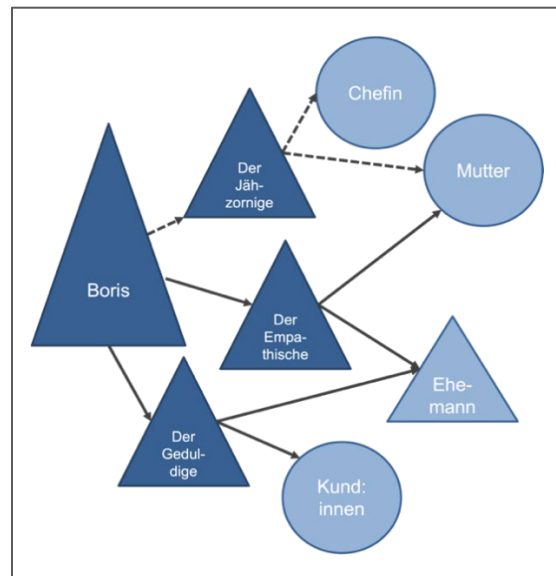 Chefin
Der
Jäh-
zornige
Mutter
Boris
Der
Empa-
thische
Ehe-
mann
Der
Gedul-
dige
Kund:
innen